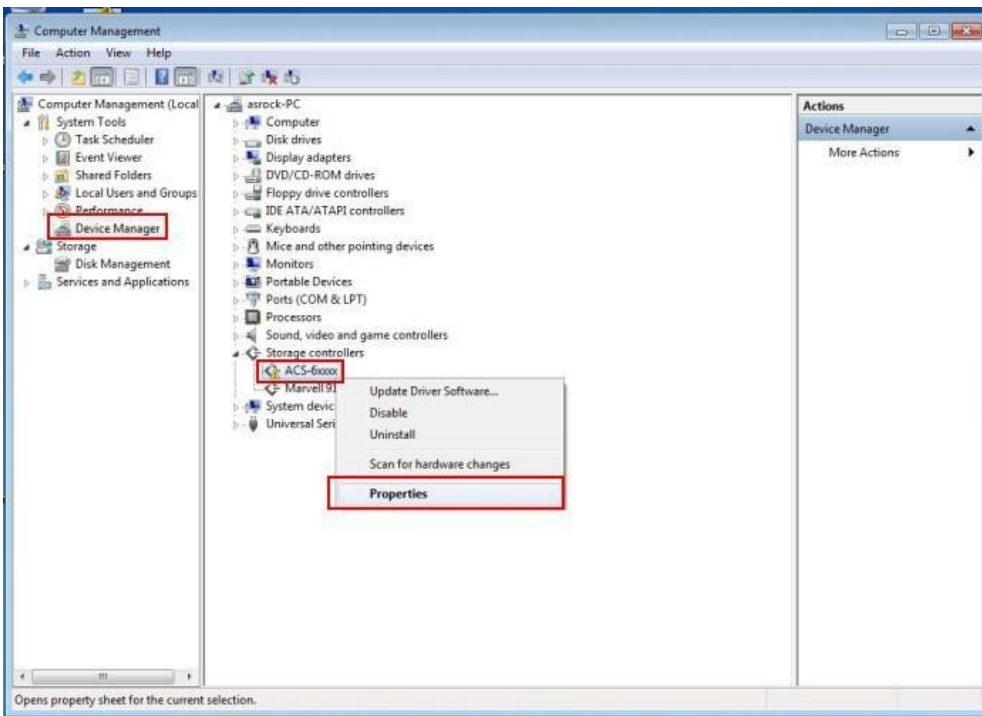 Computer Management
File Action View Help
Computer Management (Local
System Tools
Task Scheduler
Event Viewer
Shared Folders
Local Users and Groups
Performance
Device Manager
Storage
Disk Management
Services and Applications
asrock-PC
Computer
Disk drives
Display adapters
DVD/CD-ROM drives
Floppy drive controllers
IDE ATA/ATAPI controllers
Keyboards
Mice and other pointing devices
Monitors
Portable Devices
Ports (COM & LPT)
Processors
Sound, video and game controllers
Storage controllers
ACS-6xxxx
Marvell 91
System devic
Universal Seri
Update Driver Software...
Disable
Uninstall
Scan for hardware changes
Properties
Actions
Device Manager
More Actions
Opens property sheet for the current selection.